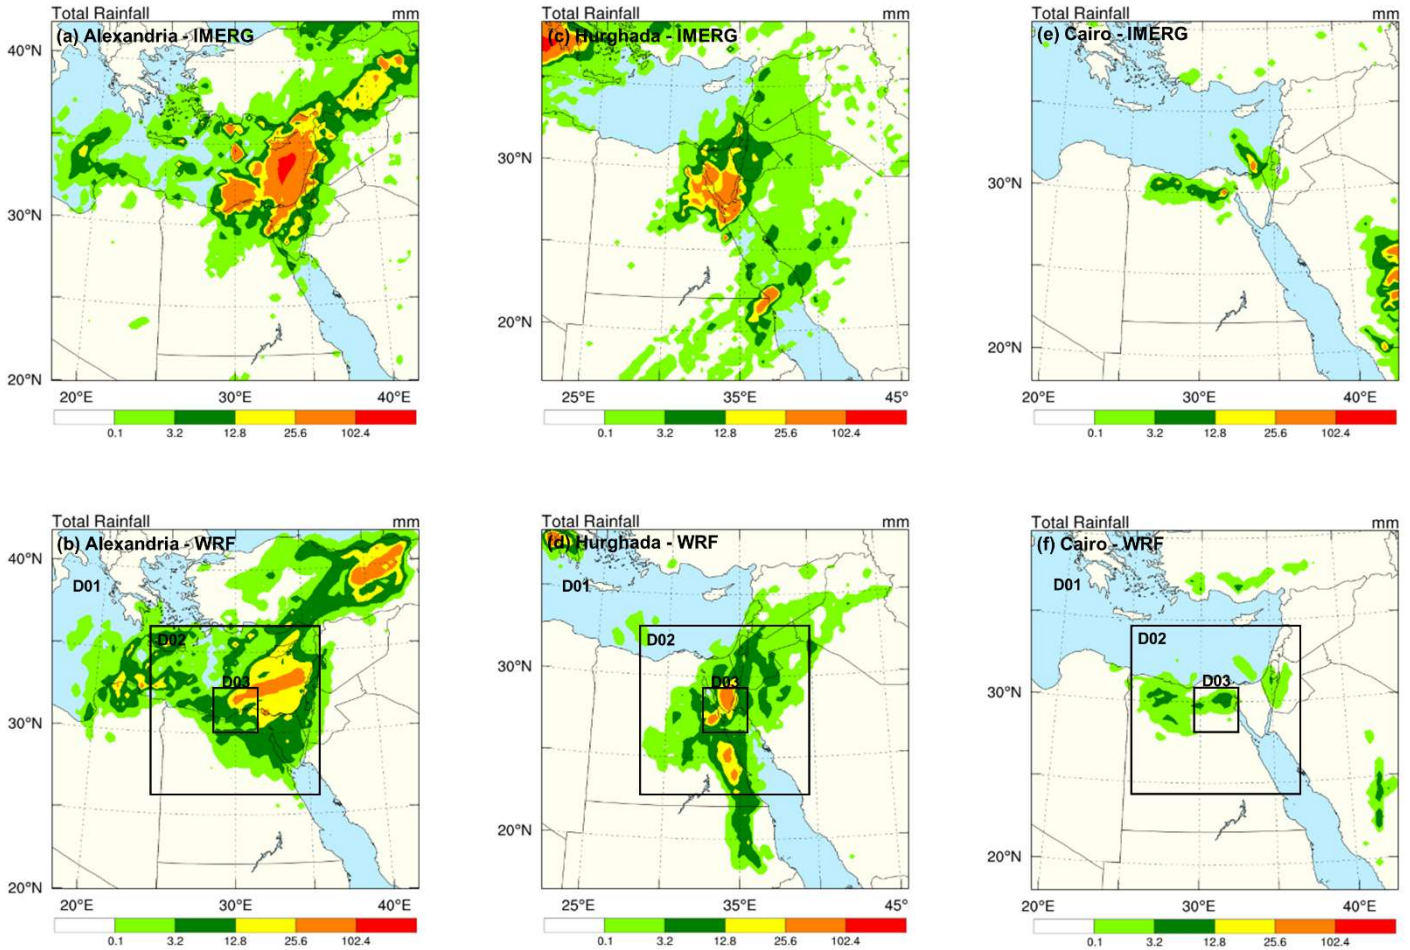 Total Rainfall mm
(a) Alexandria - IMERG
40°N
30°N
20°N
20°E 30°E 40°E
0.1 3.2 12.8 25.6 102.4
Total Rainfall mm
(c) Hurghada - IMERG
30°N
20°N
25°E 35°E 45°
0.1 3.2 12.8 25.6 102.4
Total Rainfall mm
(e) Cairo - IMERG
30°N
20°N
20°E 30°E 40°E
0.1 3.2 12.8 25.6 102.4
Total Rainfall mm
(b) Alexandria - WRF
40°N
D01
D02
D03
30°N
20°N
20°E 30°E 40°E
0.1 3.2 12.8 25.6 102.4
Total Rainfall mm
(d) Hurghada - WRF
D01
D02
30°N
D03
20°N
25°E 35°E 45°
0.1 3.2 12.8 25.6 102.4
Total Rainfall mm
(f) Cairo - WRF
D01
D02
D03
30°N
20°N
20°E 30°E 40°E
0.1 3.2 12.8 25.6 102.4